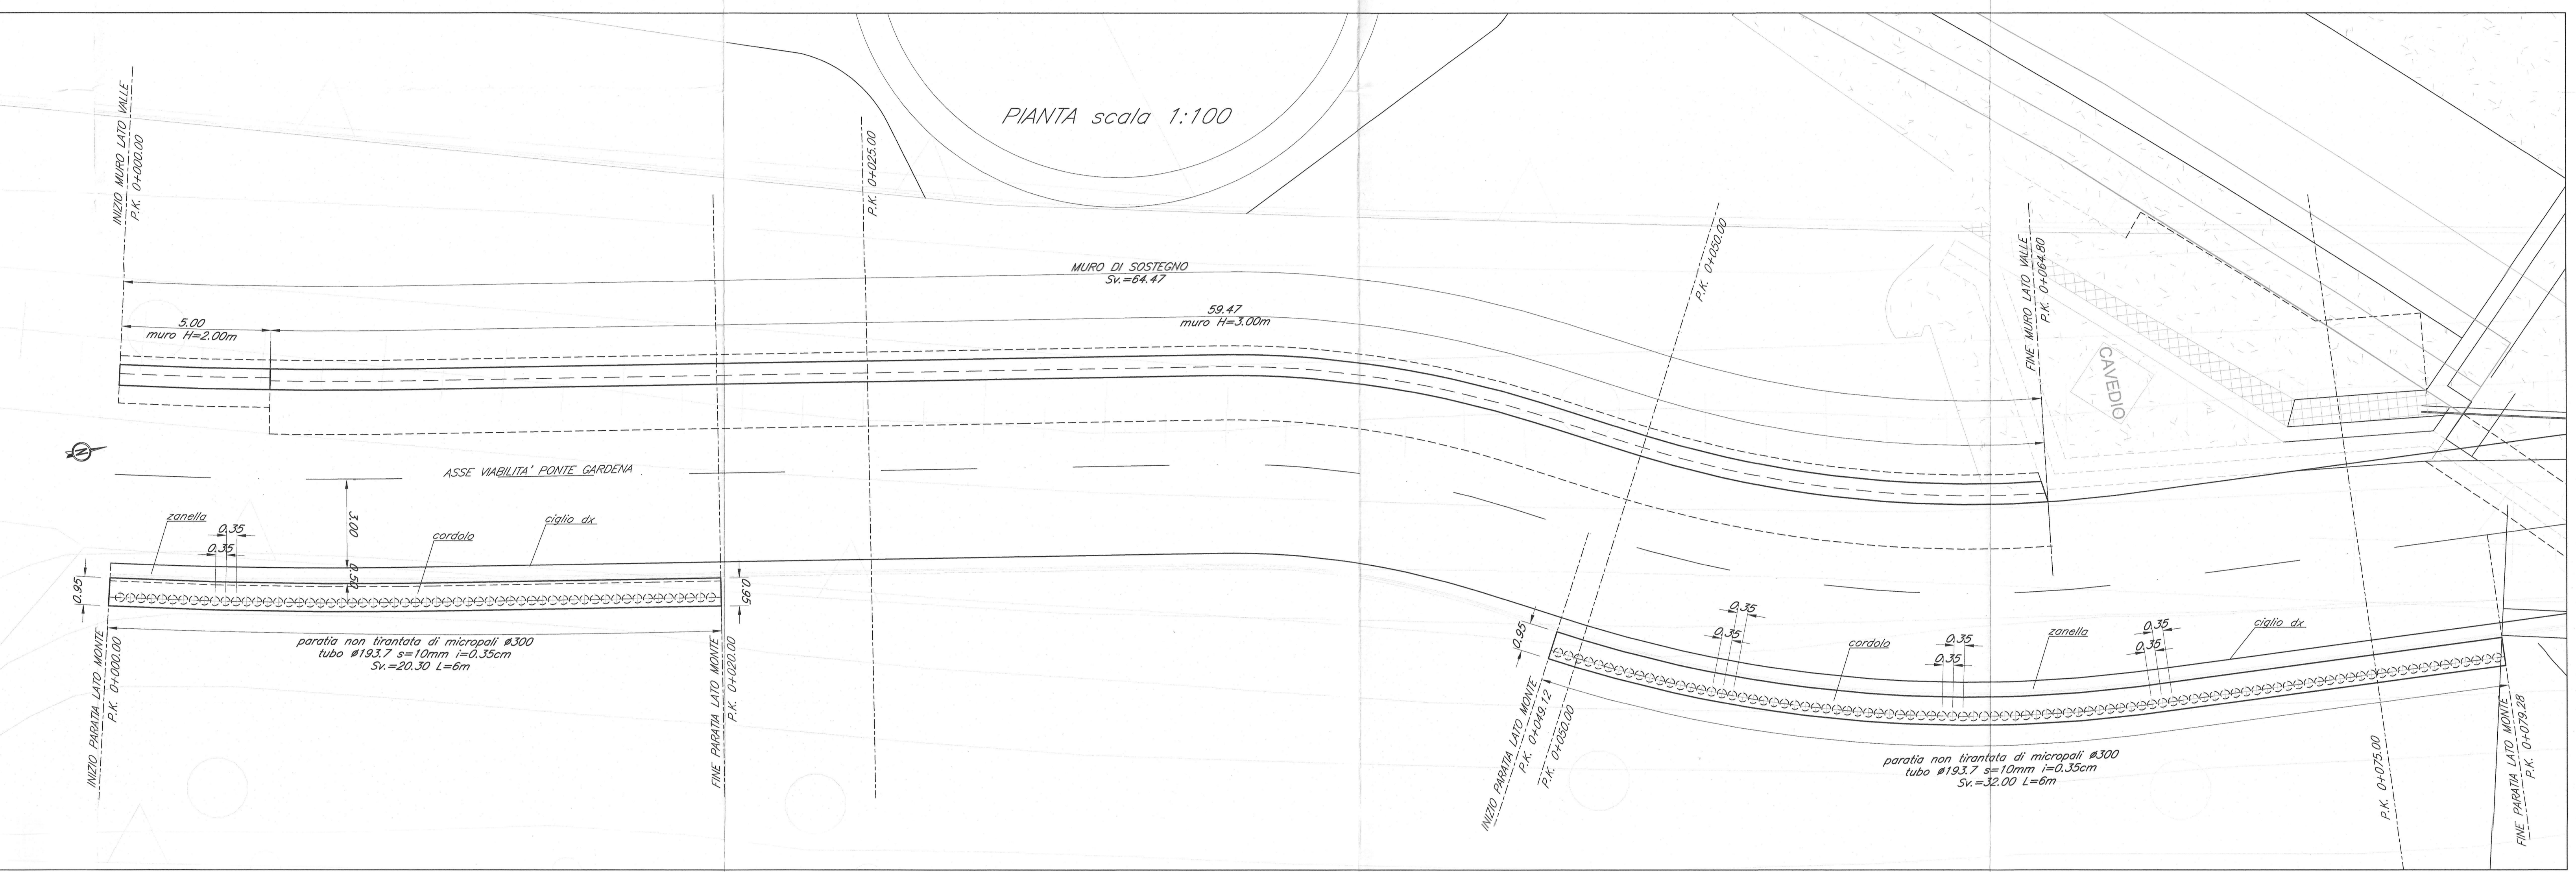 PIANTA scala 1:100
INIZIO MURO LATO VALLE
P.K. 0+000.00
P.K. 0+025.00
MURO DI SOSTEGNO
Sv.=64.47
5.00
muro H=2.00m
59.47
muro H=3.00m
P.K. 0+050.00
FINE MURO LATO VALLE
P.K. 0+064.80
CAVEDIO
N
ASSE VIABILITA' PONTE GARDENA
3.00
0.50
zanella
0.35
0.35
cordolo
ciglio dx
0.95
0.95
INIZIO PARATIA LATO MONTE
P.K. 0+000.00
paratia non tirantata di micropali ø300
tubo ø193.7 s=10mm i=0.35cm
Sv.=20.30 L=6m
FINE PARATIA LATO MONTE
P.K. 0+020.00
0.95
INIZIO PARATIA LATO MONTE
P.K. 0+049.12
P.K. 0+050.00
0.35
0.35
cordolo
0.35
0.35
zanella
0.35
0.35
ciglio dx
paratia non tirantata di micropali ø300
tubo ø193.7 s=10mm i=0.35cm
Sv.=32.00 L=6m
P.K. 0+075.00
FINE PARATIA LATO MONTE
P.K. 0+079.28